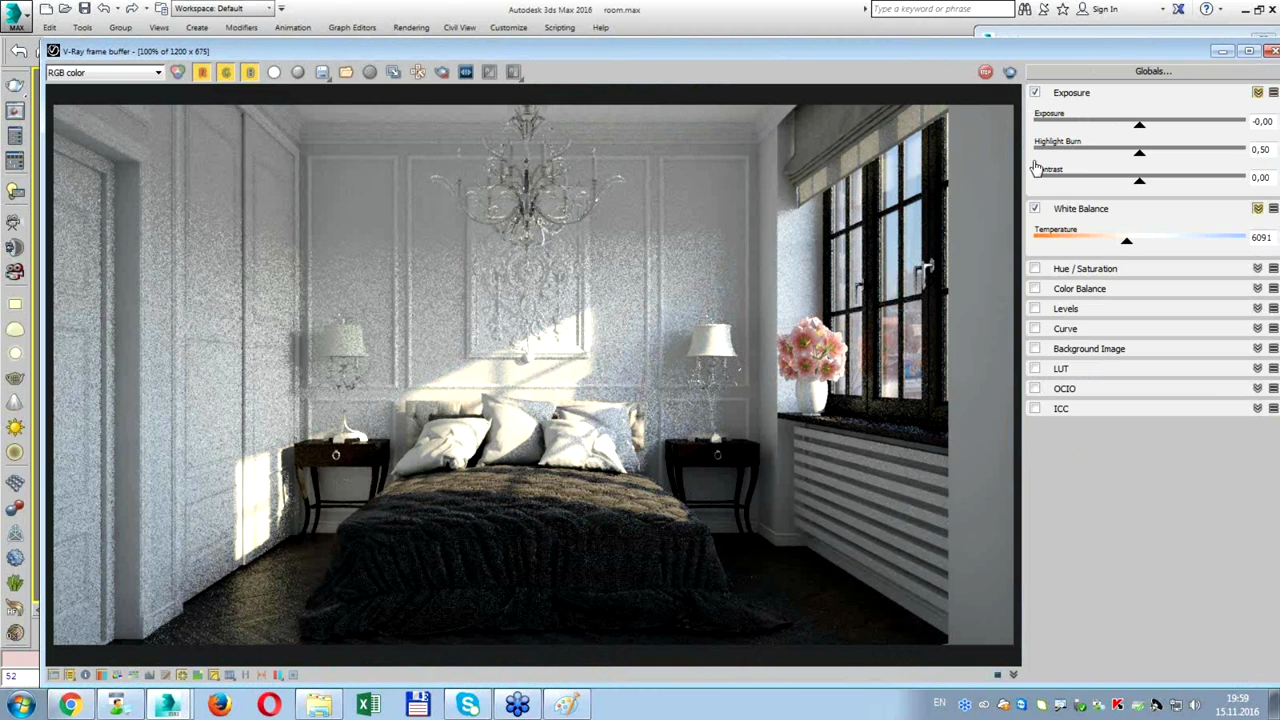 Workspace: Default
Autodesk 3ds Max 2016 room.max
Type a keyword or phrase
Sign In
MAX
Edit Tools Group Views Create Modifiers Animation Graph Editors Rendering Civil View Customize Scripting Help
V-Ray frame buffer - [100% of 1200 x 675]
RGB color
R G B
STOP
Globals...
Exposure
Exposure
-0,00
Highlight Burn
0,50
ontrast
0,00
White Balance
Temperature
6091
Hue / Saturation
Color Balance
Levels
Curve
Background Image
LUT
OCIO
ICC
52
EN
19:59
15.11.2016